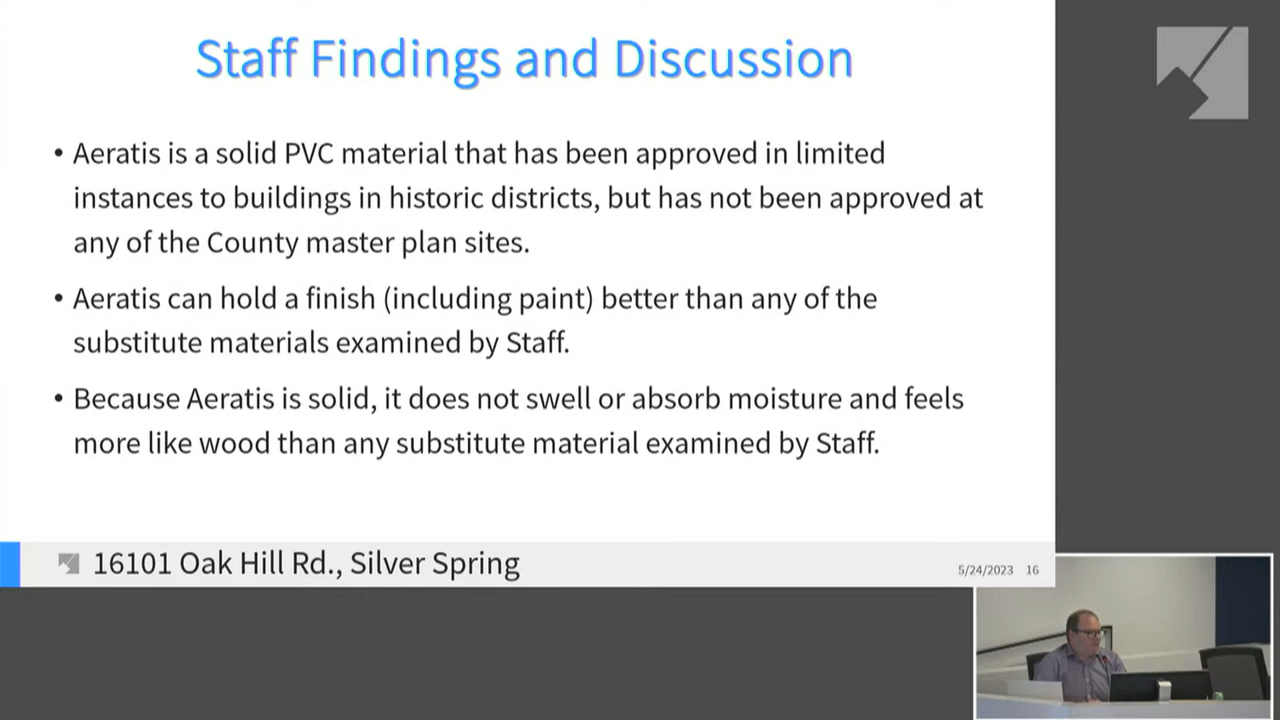 Staff Findings and Discussion
• Aeratis is a solid PVC material that has been approved in limited
instances to buildings in historic districts, but has not been approved at
any of the County master plan sites.
• Aeratis can hold a finish (including paint) better than any of the
substitute materials examined by Staff.
• Because Aeratis is solid, it does not swell or absorb moisture and feels
more like wood than any substitute material examined by Staff.
16101 Oak Hill Rd., Silver Spring
5/24/2023 16